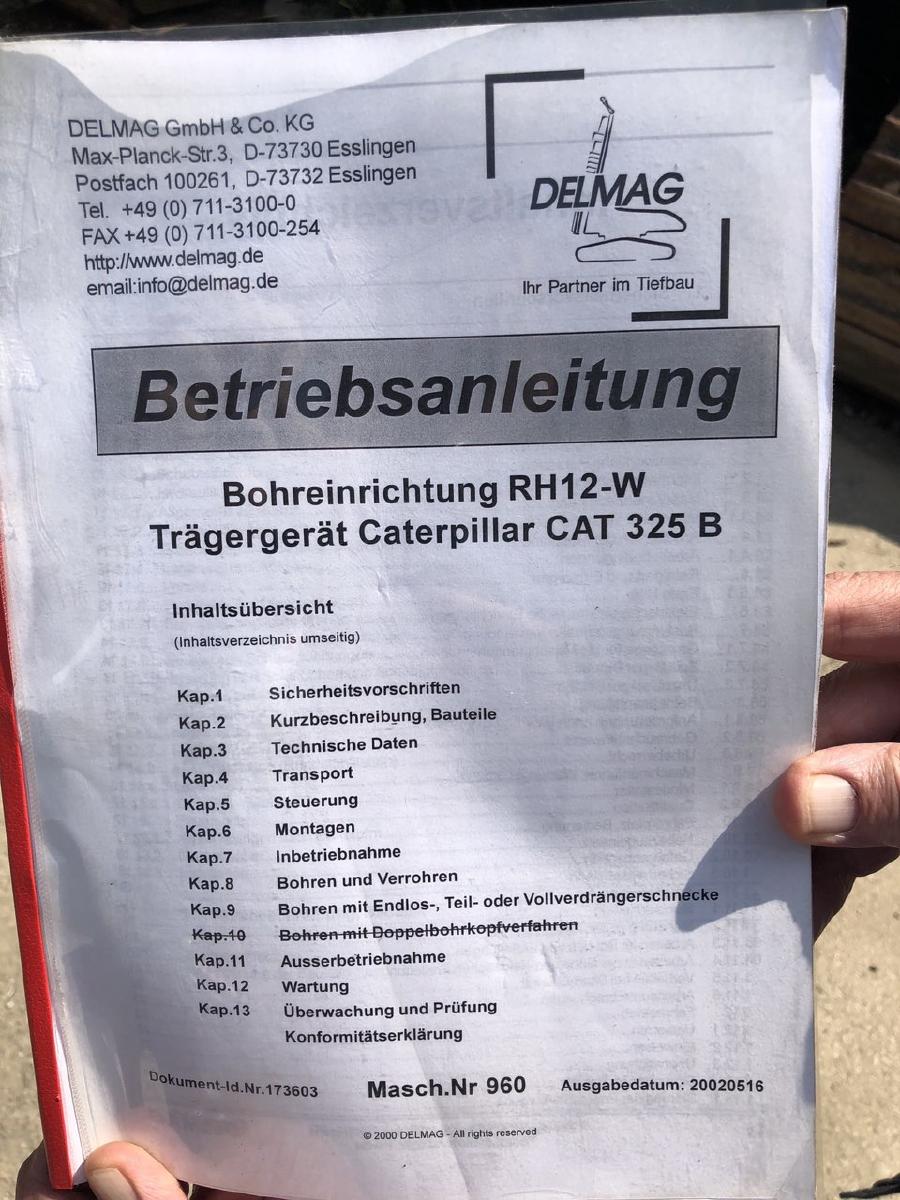 DELMAG GmbH & Co. KG
Max-Planck-Str.3, D-73730 Esslingen
Postfach 100261, D-73732 Esslingen
Tel. +49 (0) 711-3100-0
FAX +49 (0) 711-3100-254
http://www.delmag.de
email:info@delmag.de
DELMAG
Ihr Partner im Tiefbau
Betriebsanleitung
Bohreinrichtung RH12-W
Trägergerät Caterpillar CAT 325 B
Inhaltsübersicht
(Inhaltsverzeichnis umseitig)
Kap.1 Sicherheitsvorschriften
Kap.2 Kurzbeschreibung, Bauteile
Kap.3 Technische Daten
Kap.4 Transport
Kap.5 Steuerung
Kap.6 Montagen
Kap.7 Inbetriebnahme
Kap.8 Bohren und Verrohren
Kap.9 Bohren mit Endlos-, Teil- oder Vollverdrängerschnecke
Kap.10 Bohren mit Doppelbohrkopfverfahren
Kap.11 Ausserbetriebnahme
Kap.12 Wartung
Kap.13 Überwachung und Prüfung
Konformitätserklärung
Dokument-Id.Nr.173603 Masch.Nr 960 Ausgabedatum: 20020516
© 2000 DELMAG - All rights reserved